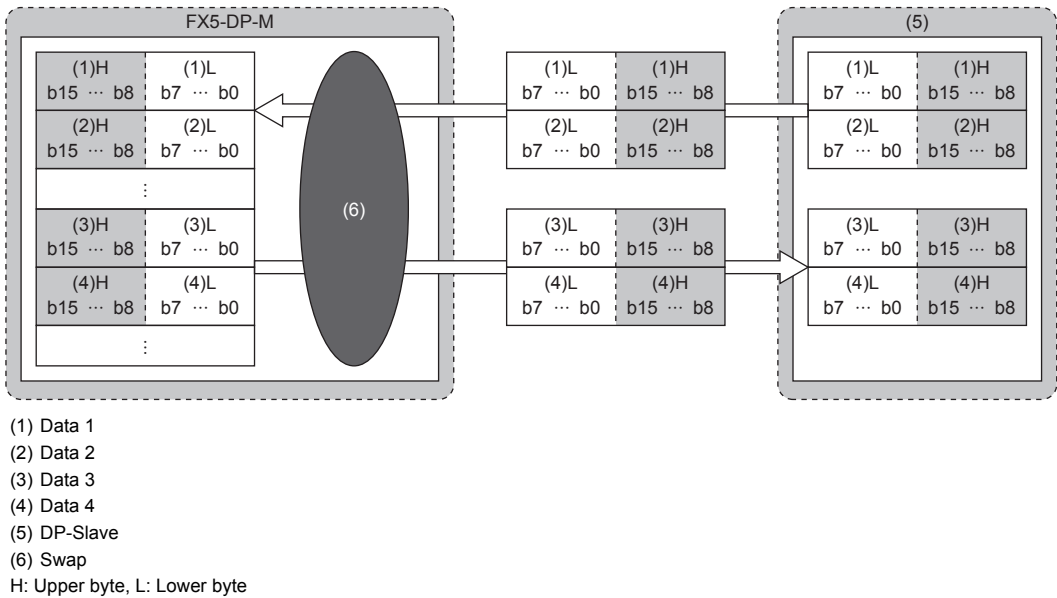 FX5-DP-M
(5)
(1)H (1)L (1)L (1)H (1)L (1)H
b15 ··· b8 b7 ··· b0 b7 ··· b0 b15 ··· b8 b7 ··· b0 b15 ··· b8
(2)H (2)L (2)L (2)H (2)L (2)H
b15 ··· b8 b7 ··· b0 b7 ··· b0 b15 ··· b8 b7 ··· b0 b15 ··· b8
⋮
(6)
(3)H (3)L (3)L (3)H (3)L (3)H
b15 ··· b8 b7 ··· b0 b7 ··· b0 b15 ··· b8 b7 ··· b0 b15 ··· b8
(4)H (4)L (4)L (4)H (4)L (4)H
b15 ··· b8 b7 ··· b0 b7 ··· b0 b15 ··· b8 b7 ··· b0 b15 ··· b8
⋮
(1) Data 1
(2) Data 2
(3) Data 3
(4) Data 4
(5) DP-Slave
(6) Swap
H: Upper byte, L: Lower byte